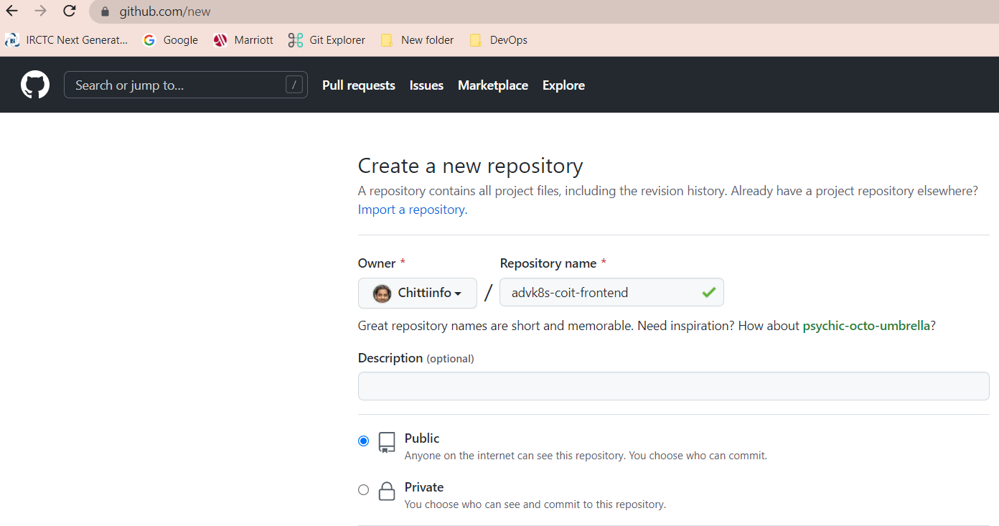 github.com/new
IRCTC Next Generat... Google Marriott Git Explorer New folder DevOps
Search or jump to... / Pull requests Issues Marketplace Explore
Create a new repository
A repository contains all project files, including the revision history. Already have a project repository elsewhere?
Import a repository.
Owner * Repository name *
Chittiinfo / advk8s-coit-frontend
Great repository names are short and memorable. Need inspiration? How about psychic-octo-umbrella?
Description (optional)
Public
Anyone on the internet can see this repository. You choose who can commit.
Private
You choose who can see and commit to this repository.